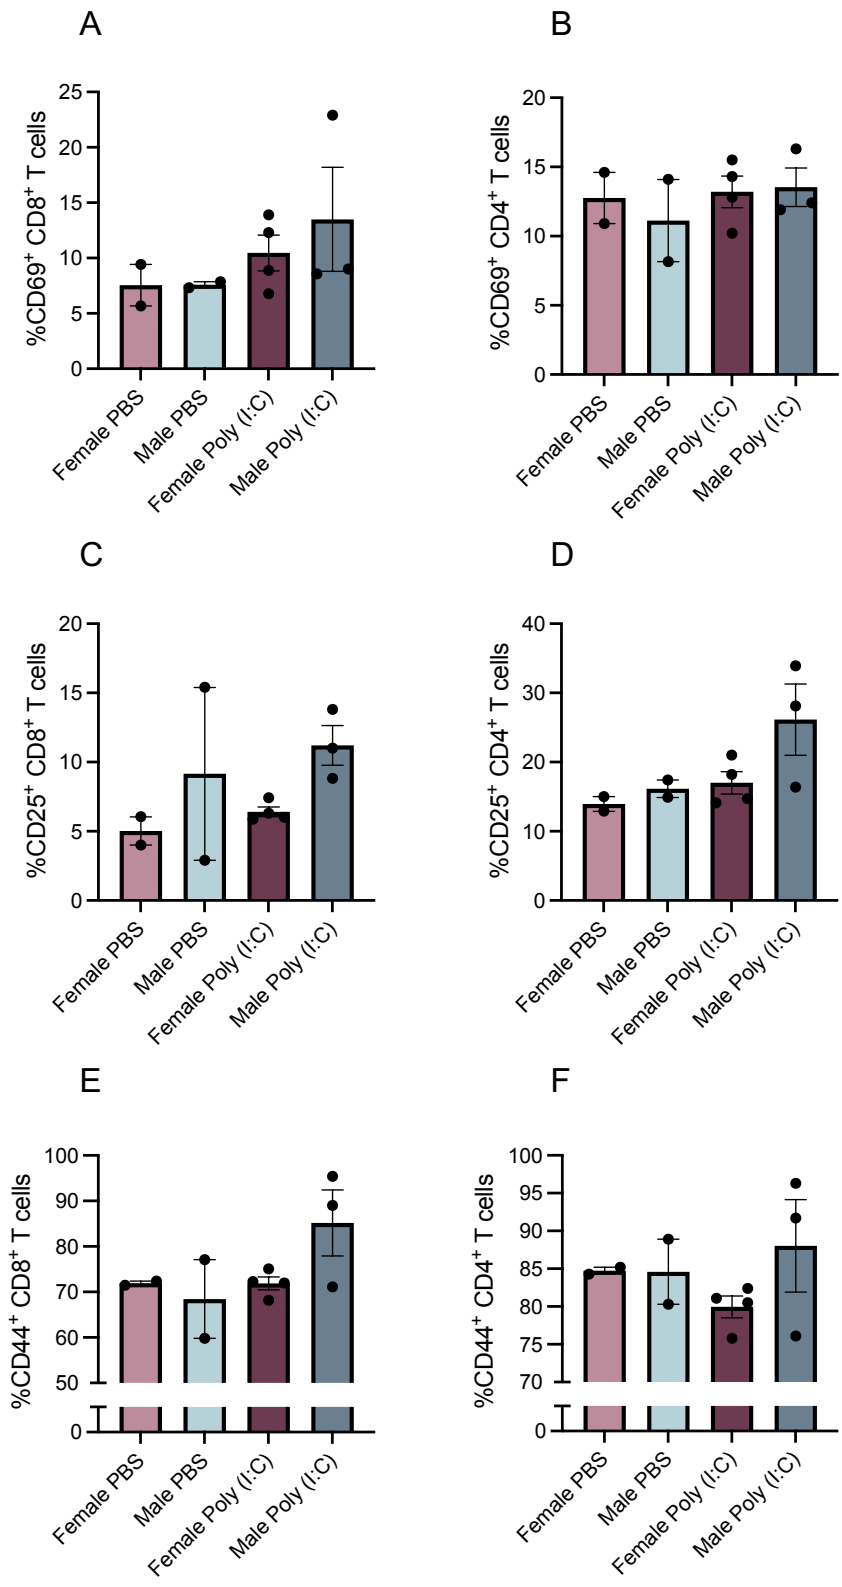 A
%CD69⁺ CD8⁺ T cells
25
20
15
10
5
0
Female PBS
Male PBS
Female Poly (I:C)
Male Poly (I:C)
B
%CD69⁺ CD4⁺ T cells
20
15
10
5
0
Female PBS
Male PBS
Female Poly (I:C)
Male Poly (I:C)
C
%CD25⁺ CD8⁺ T cells
20
15
10
5
0
Female PBS
Male PBS
Female Poly (I:C)
Male Poly (I:C)
D
%CD25⁺ CD4⁺ T cells
40
30
20
10
0
Female PBS
Male PBS
Female Poly (I:C)
Male Poly (I:C)
E
%CD44⁺ CD8⁺ T cells
100
90
80
70
60
50
0
Female PBS
Male PBS
Female Poly (I:C)
Male Poly (I:C)
F
%CD44⁺ CD4⁺ T cells
100
95
90
85
80
75
70
0
Female PBS
Male PBS
Female Poly (I:C)
Male Poly (I:C)